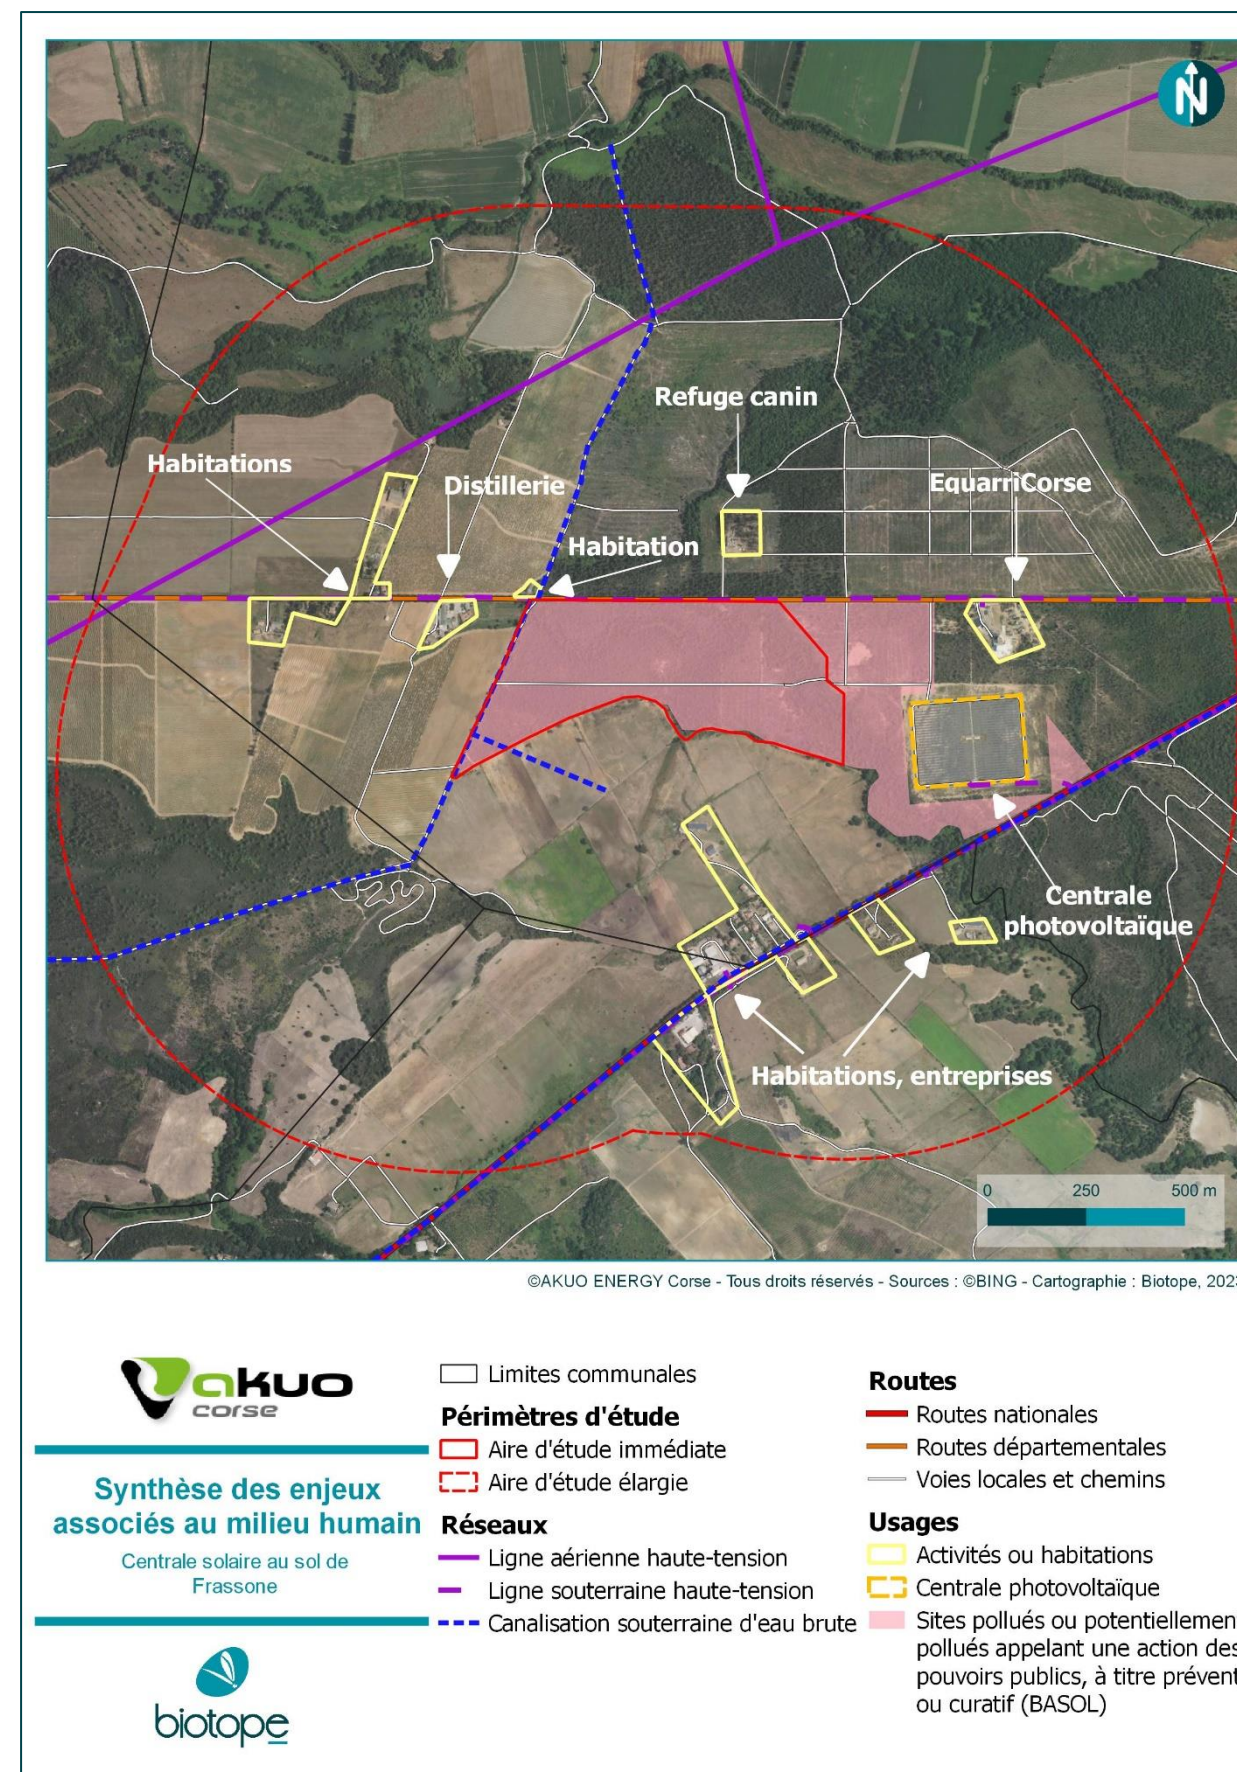 N
Refuge canin
Habitations
Distillerie
EquarriCorse
Habitation
Centrale
photovoltaïque
Habitations, entreprises
0 250 500 m
©AKUO ENERGY Corse - Tous droits réservés - Sources : ©BING - Cartographie : Biotope, 2023
akuo
corse
Synthèse des enjeux
associés au milieu humain
Centrale solaire au sol de
Frassone
biotope
Limites communales
Périmètres d'étude
Aire d'étude immédiate
Aire d'étude élargie
Réseaux
Ligne aérienne haute-tension
Ligne souterraine haute-tension
Canalisation souterraine d'eau brute
Routes
Routes nationales
Routes départementales
Voies locales et chemins
Usages
Activités ou habitations
Centrale photovoltaïque
Sites pollués ou potentiellemen
pollués appelant une action des
pouvoirs publics, à titre prévent
ou curatif (BASOL)